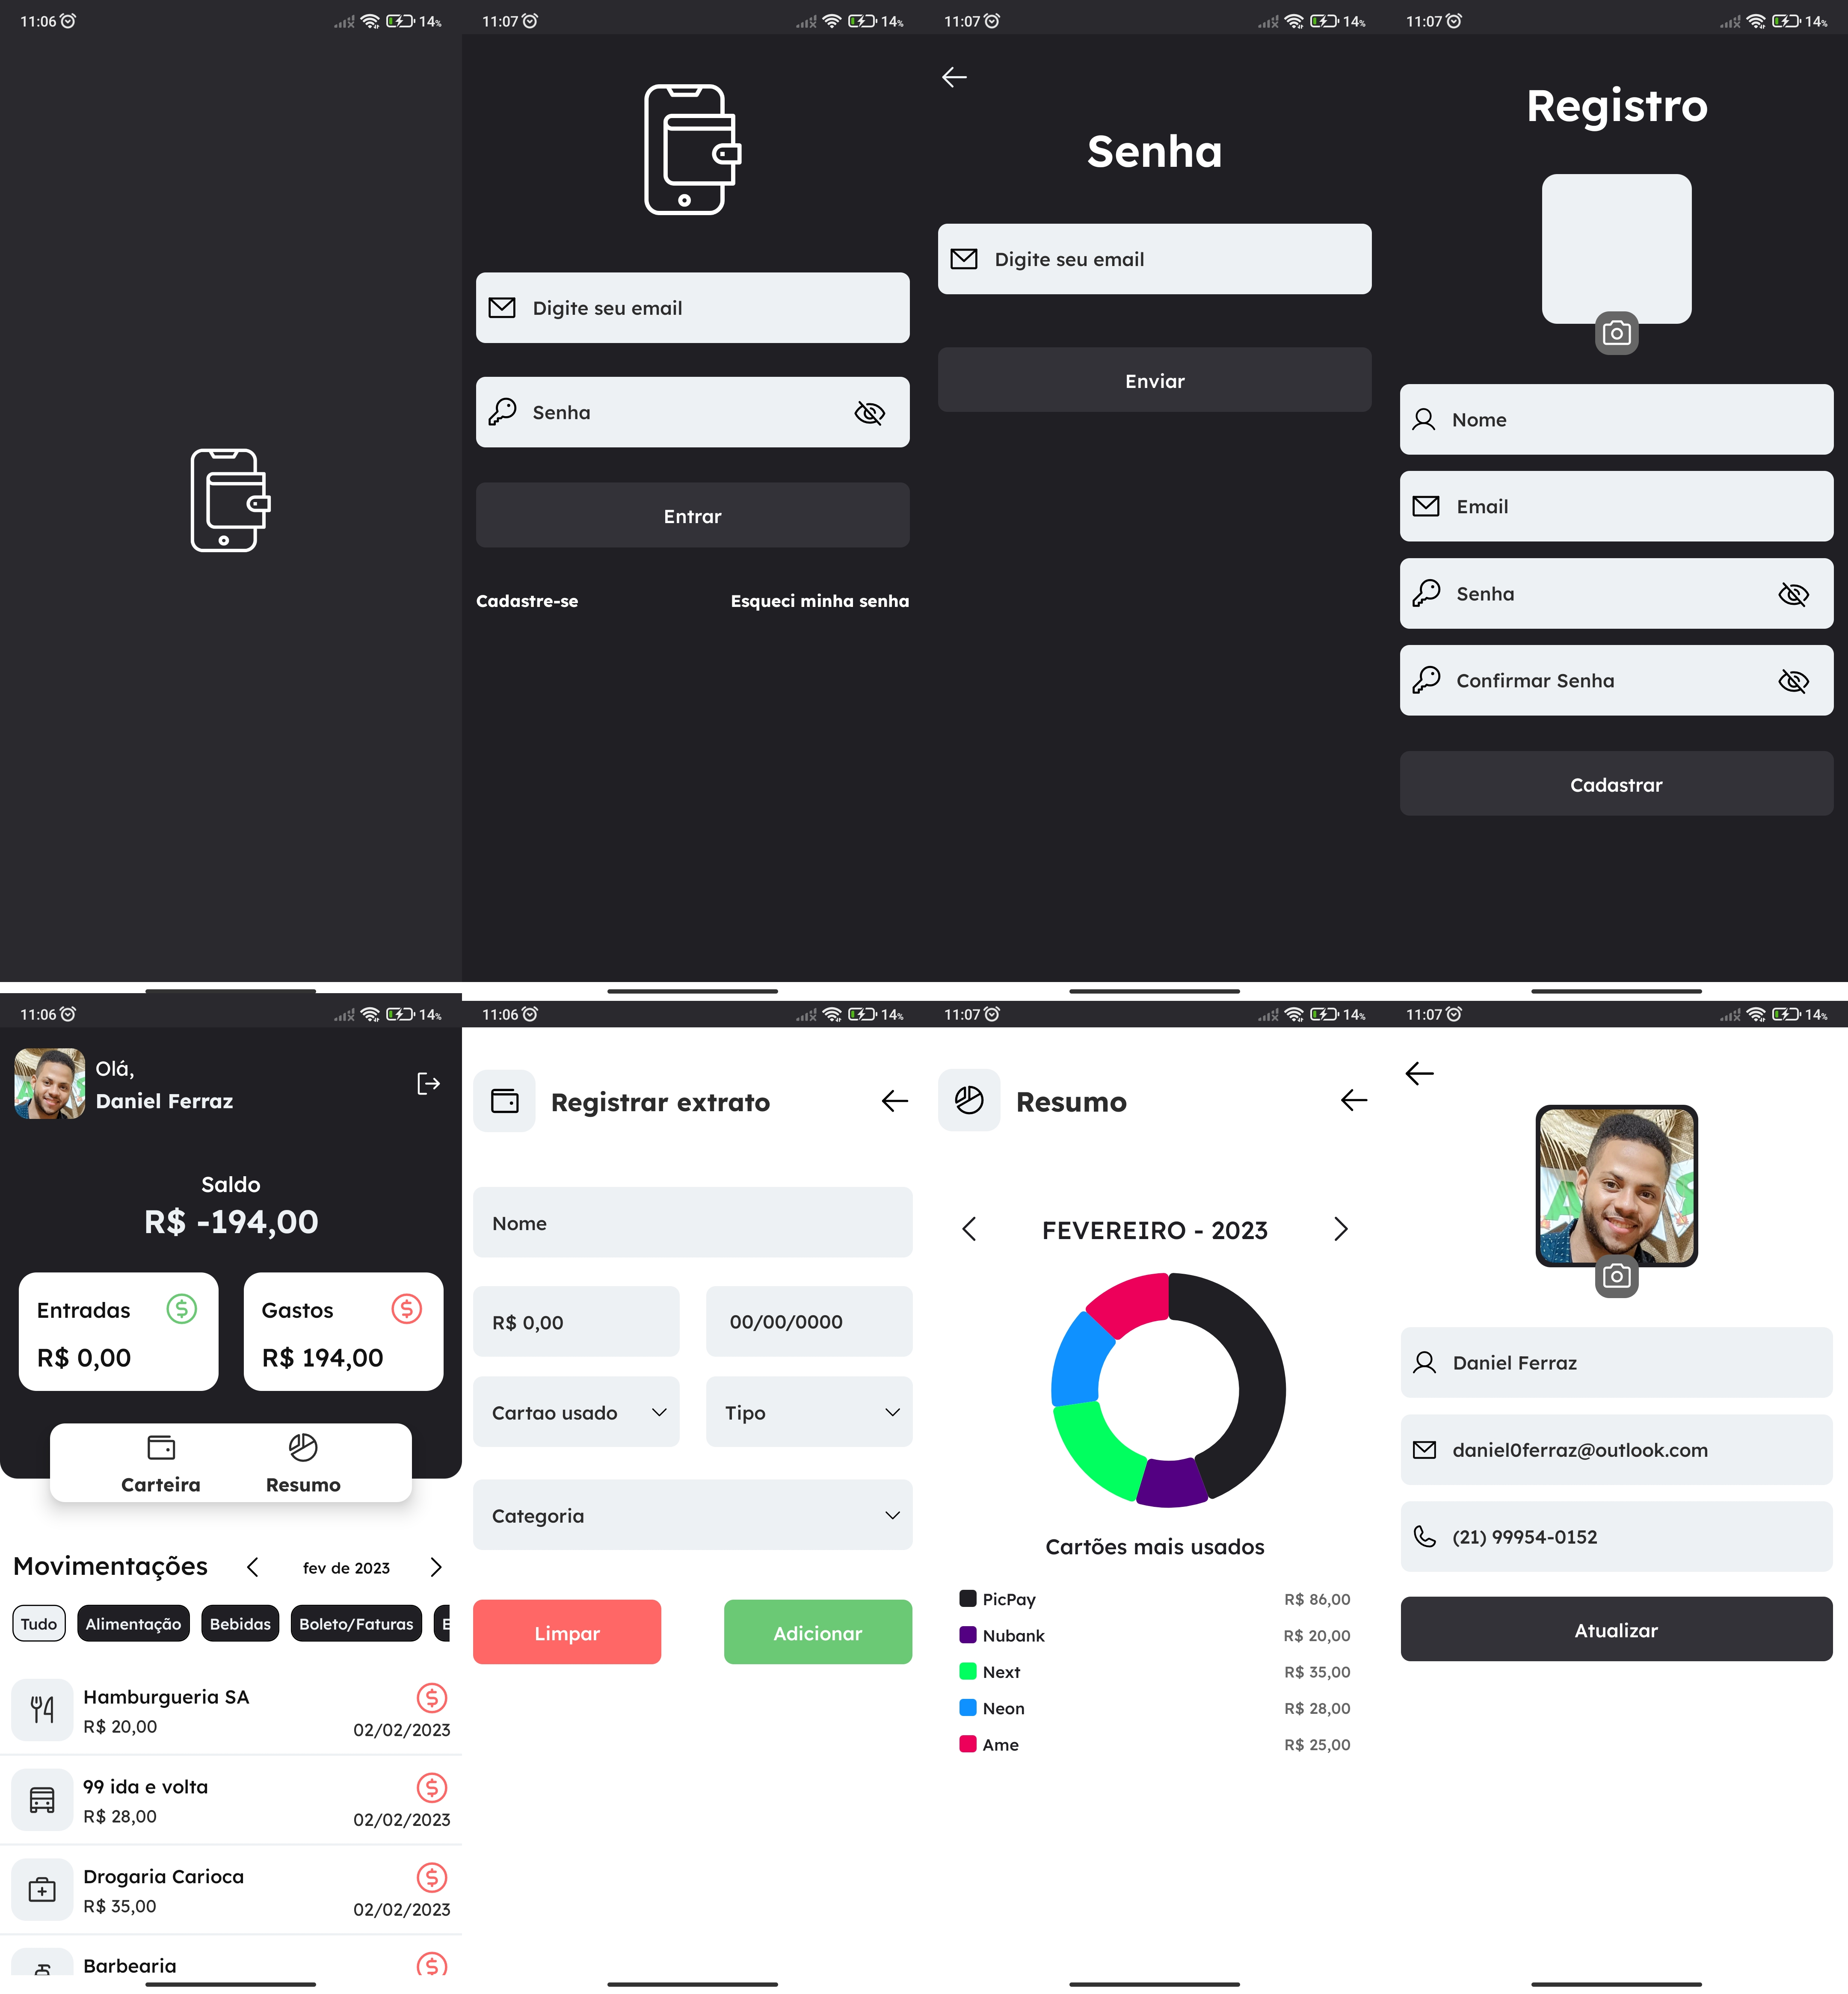 11:06
14%
11:07
14%
Digite seu email
Senha
Entrar
Cadastre-se
Esqueci minha senha
11:07
14%
Senha
Digite seu email
Enviar
11:07
14%
Registro
Nome
Email
Senha
Confirmar Senha
Cadastrar
11:06
14%
Olá,
Daniel Ferraz
Saldo
R$ -194,00
Entradas
R$ 0,00
Gastos
R$ 194,00
Carteira
Resumo
Movimentações
fev de 2023
Tudo
Alimentação
Bebidas
Boleto/Faturas
Hamburgueria SA
R$ 20,00
02/02/2023
99 ida e volta
R$ 28,00
02/02/2023
Drogaria Carioca
R$ 35,00
02/02/2023
Barbearia
11:06
14%
Registrar extrato
Nome
R$ 0,00
00/00/0000
Cartao usado
Tipo
Categoria
Limpar
Adicionar
11:07
14%
Resumo
FEVEREIRO - 2023
Cartões mais usados
PicPay R$ 86,00
Nubank R$ 20,00
Next R$ 35,00
Neon R$ 28,00
Ame R$ 25,00
11:07
14%
Daniel Ferraz
daniel0ferraz@outlook.com
(21) 99954-0152
Atualizar